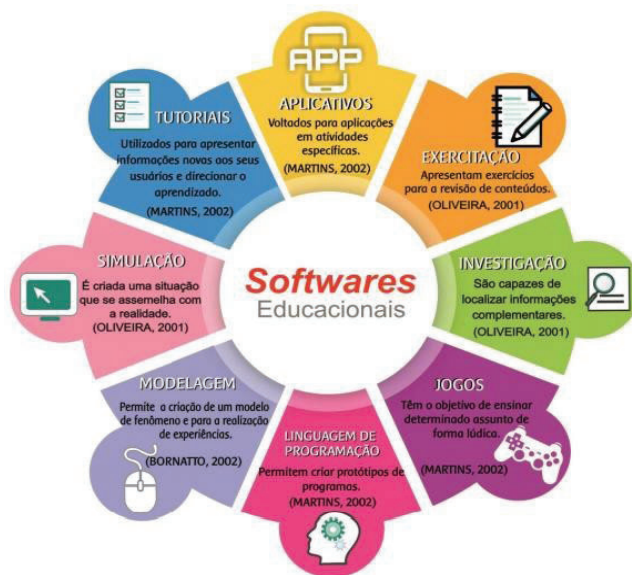 Softwares
Educacionais
APP
APLICATIVOS
Voltados para aplicações
em atividades
específicas.
(MARTINS, 2002)
EXERCITAÇÃO
Apresentam exercícios
para a revisão de conteúdos.
(OLIVEIRA, 2001)
INVESTIGAÇÃO
São capazes de
localizar informações
complementares.
(OLIVEIRA, 2001)
JOGOS
Têm o objetivo de ensinar
determinado assunto de
forma lúdica.
(MARTINS, 2002)
LINGUAGEM DE
PROGRAMAÇÃO
Permitem criar protótipos de
programas.
(MARTINS, 2002)
MODELAGEM
Permite a criação de um modelo
de fenômeno e para a realização
de experiências.
(BORNATTO, 2002)
SIMULAÇÃO
É criada uma situação
que se assemelha com
a realidade.
(OLIVEIRA, 2001)
TUTORIAIS
Utilizados para apresentar
informações novas aos seus
usuários e direcionar o
aprendizado.
(MARTINS, 2002)